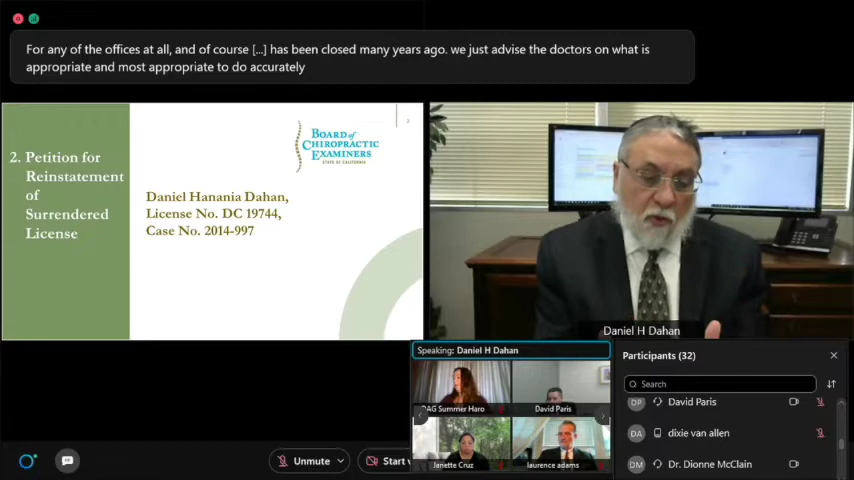 For any of the offices at all, and of course [...] has been closed many years ago. we just advise the doctors on what is
appropriate and most appropriate to do accurately
2. Petition for
Reinstatement
of
Surrendered
License
2
BOARD of
CHIROPRACTIC
EXAMINERS
STATE OF CALIFORNIA
Daniel Hanania Dahan,
License No. DC 19744,
Case No. 2014-997
Daniel H Dahan
Speaking: Daniel H Dahan
DAG Summer Haro
David Paris
Janette Cruz
laurence adams
Participants (32)
Search
DP David Paris
DA dixie van allen
DM Dr. Dionne McClain
Unmute
Start